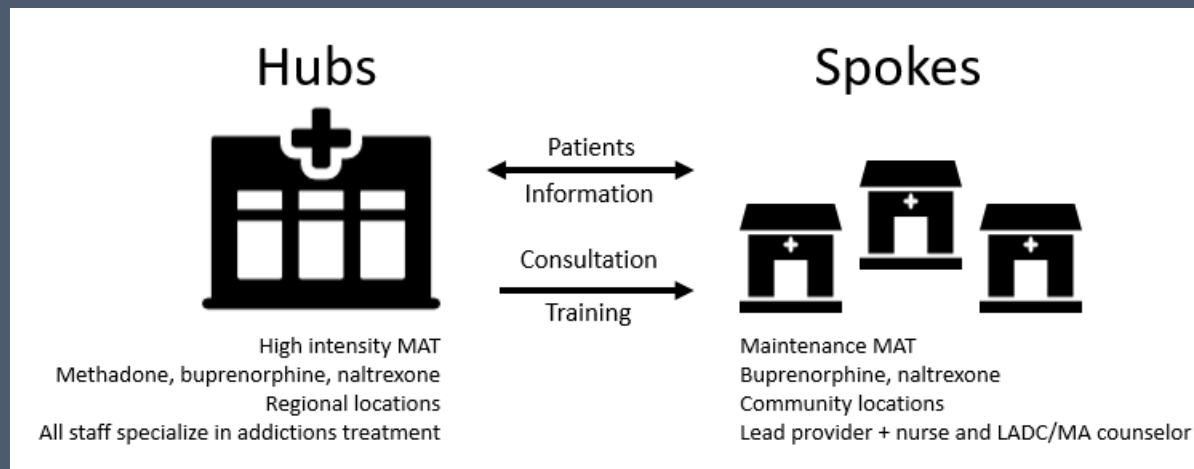 Hubs
Spokes
Patients
Information
Consultation
Training
High intensity MAT
Methadone, buprenorphine, naltrexone
Regional locations
All staff specialize in addictions treatment
Maintenance MAT
Buprenorphine, naltrexone
Community locations
Lead provider + nurse and LADC/MA counselor